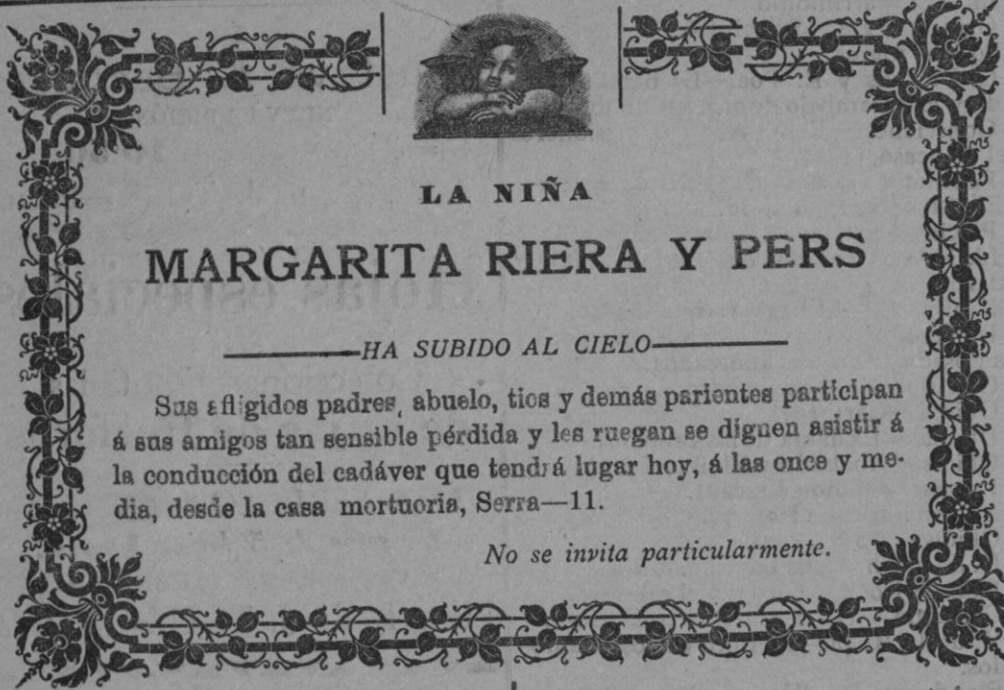 LA NIÑA
MARGARITA RIERA Y PERS
HA SUBIDO AL CIELO
Sus afligidos padres, abuelo, tios y demás parientes participan
á sus amigos tan sensible pérdida y les ruegan se dignen asistir á
la conducción del cadáver que tendrá lugar hoy, á las once y me-
dia, desde la casa mortuoria, Serra—11.
No se invita particularmente.